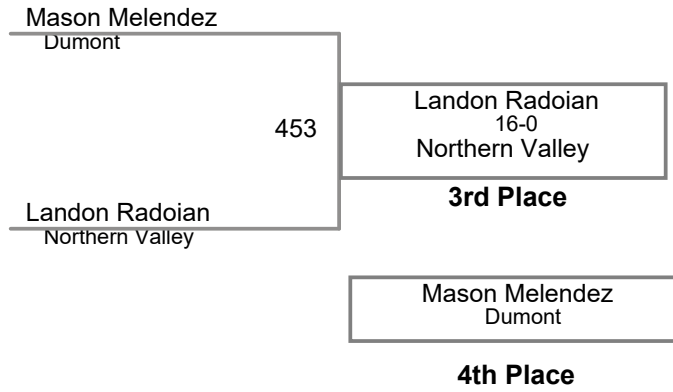 Mason Melendez
Dumont
453
Landon Radoian
16-0
Northern Valley
3rd Place
Landon Radoian
Northern Valley
Mason Melendez
Dumont
4th Place